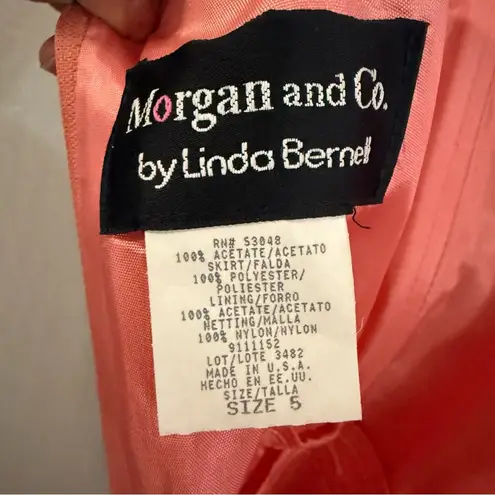 Morgan and Co.
by Linda Bernell
RN# 53048
100% ACETATE/ACETATO
SKIRT/FALDA
100% POLYESTER/
POLIESTER
LINING/FORRO
100% ACETATE/ACETATO
NETTING/MALLA
100% NYLON/NYLON
9111152
LOT/LOTE 3482
MADE IN U.S.A.
HECHO EN EE.UU.
SIZE/TALLA
SIZE 5